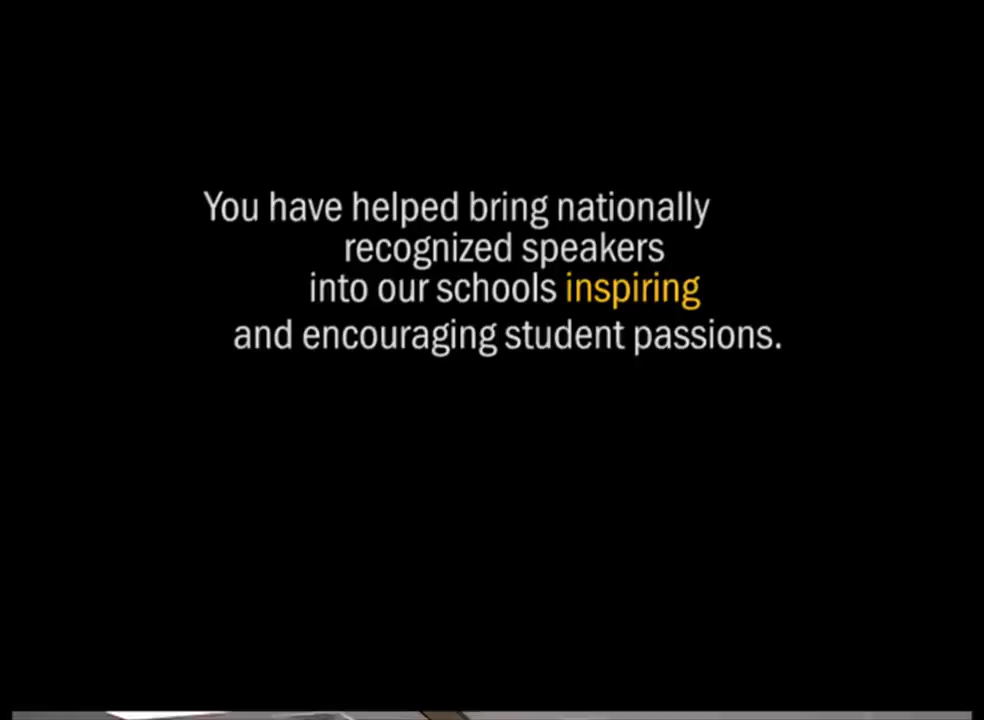 You have helped bring nationally
recognized speakers
into our schools inspiring
and encouraging student passions.